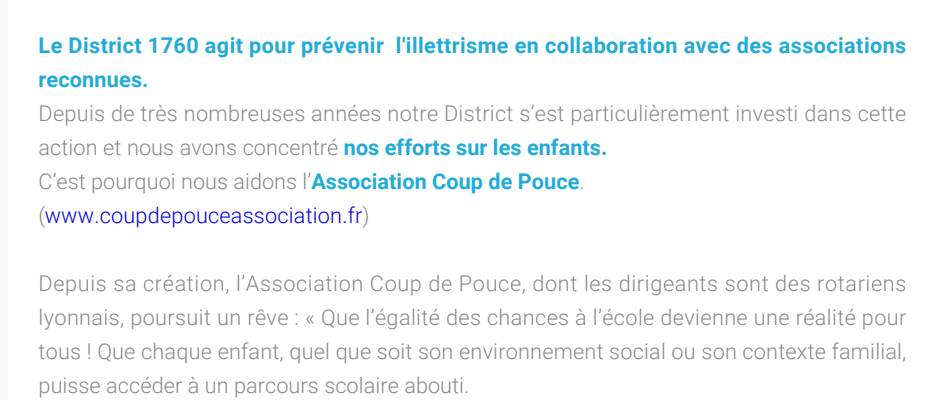 Le District 1760 agit pour prévenir  l'illettrisme en collaboration avec des associations
reconnues.
Depuis de très nombreuses années notre District s’est particulièrement investi dans cette
action et nous avons concentré nos efforts sur les enfants.
C’est pourquoi nous aidons l’Association Coup de Pouce.
(www.coupdepouceassociation.fr)
Depuis sa création, l’Association Coup de Pouce, dont les dirigeants sont des rotariens
lyonnais, poursuit un rêve : « Que l’égalité des chances à l’école devienne une réalité pour
tous ! Que chaque enfant, quel que soit son environnement social ou son contexte familial,
puisse accéder à un parcours scolaire abouti.